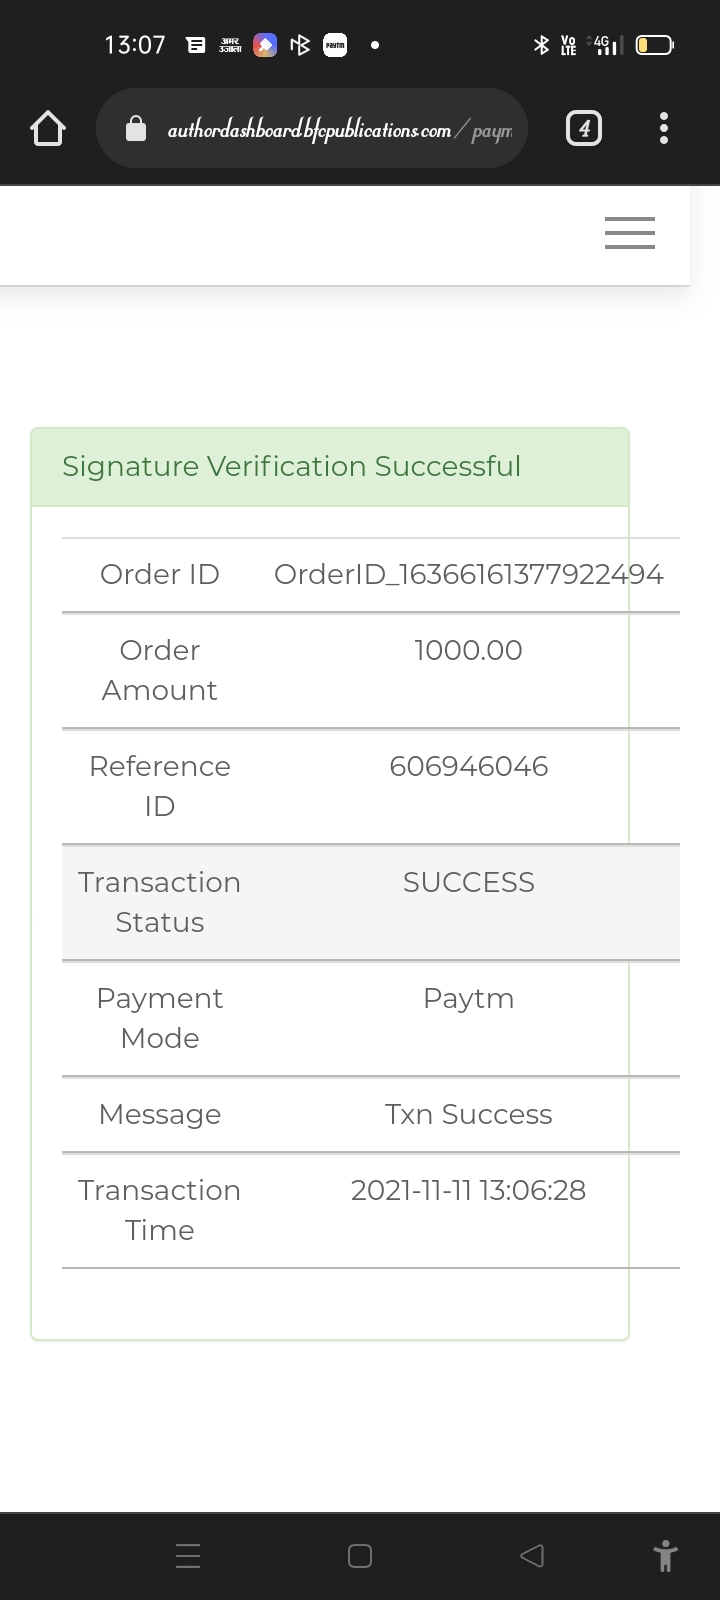 13:07 अमर उजाला paytm Vo LTE 4G
authordashboard.bfcpublications.com/paym 4
Signature Verification Successful
Order ID OrderID_16366161377922494
Order Amount 1000.00
Reference ID 606946046
Transaction Status SUCCESS
Payment Mode Paytm
Message Txn Success
Transaction Time 2021-11-11 13:06:28